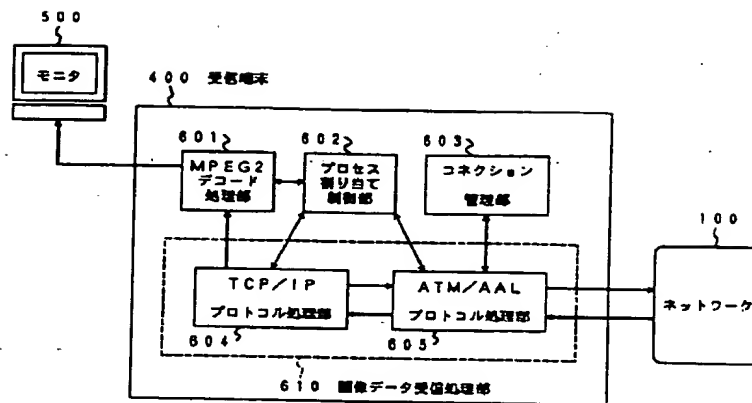 500
モニタ
400 受信端末
601
MPEG2
デコード
処理部
602
プロセス
割り当て
制御部
603
コネクション
管理部
100
ネットワーク
TCP/IP
プロトコル処理部
604
ATM/AAL
プロトコル処理部
605
610 画像データ受信処理部